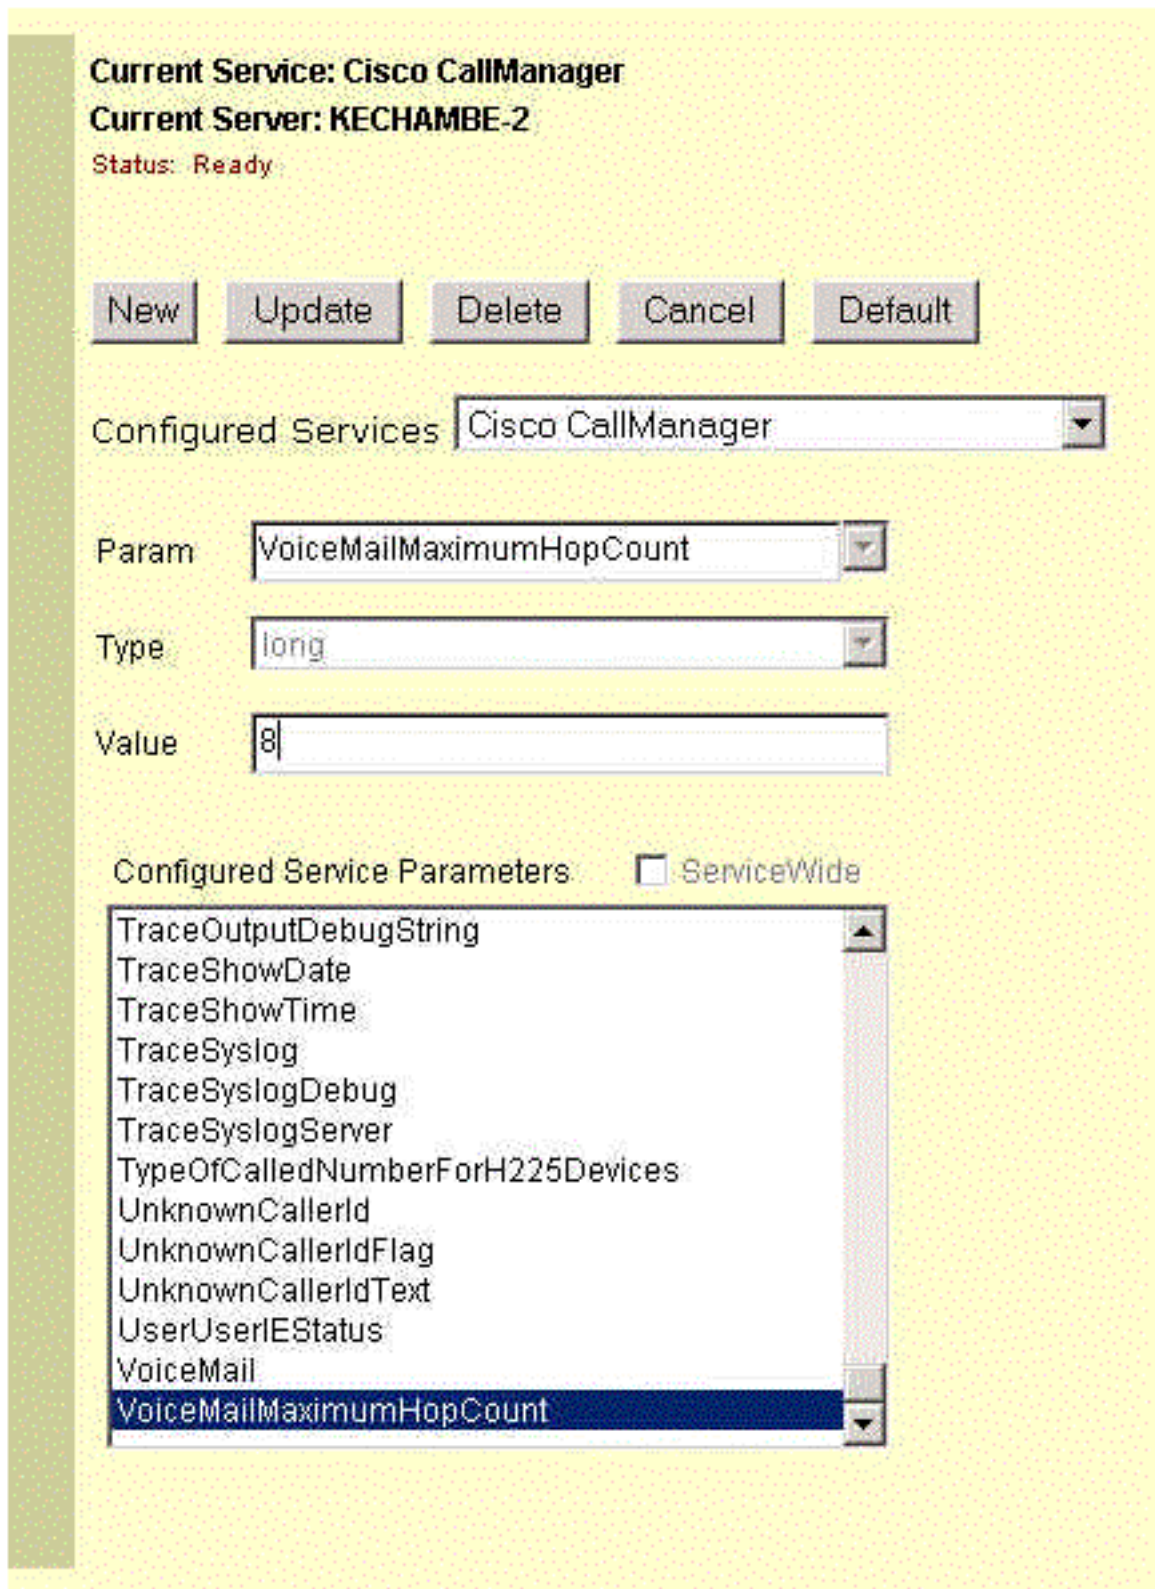 Current Service: Cisco CallManager
Current Server: KECHAMBE-2
Status: Ready
New Update Delete Cancel Default
Configured Services Cisco CallManager
Param VoiceMailMaximumHopCount
Type long
Value 8
Configured Service Parameters ServiceWide
TraceOutputDebugString
TraceShowDate
TraceShowTime
TraceSyslog
TraceSyslogDebug
TraceSyslogServer
TypeOfCalledNumberForH225Devices
UnknownCallerId
UnknownCallerIdFlag
UnknownCallerIdText
UserUserIEStatus
VoiceMail
VoiceMailMaximumHopCount